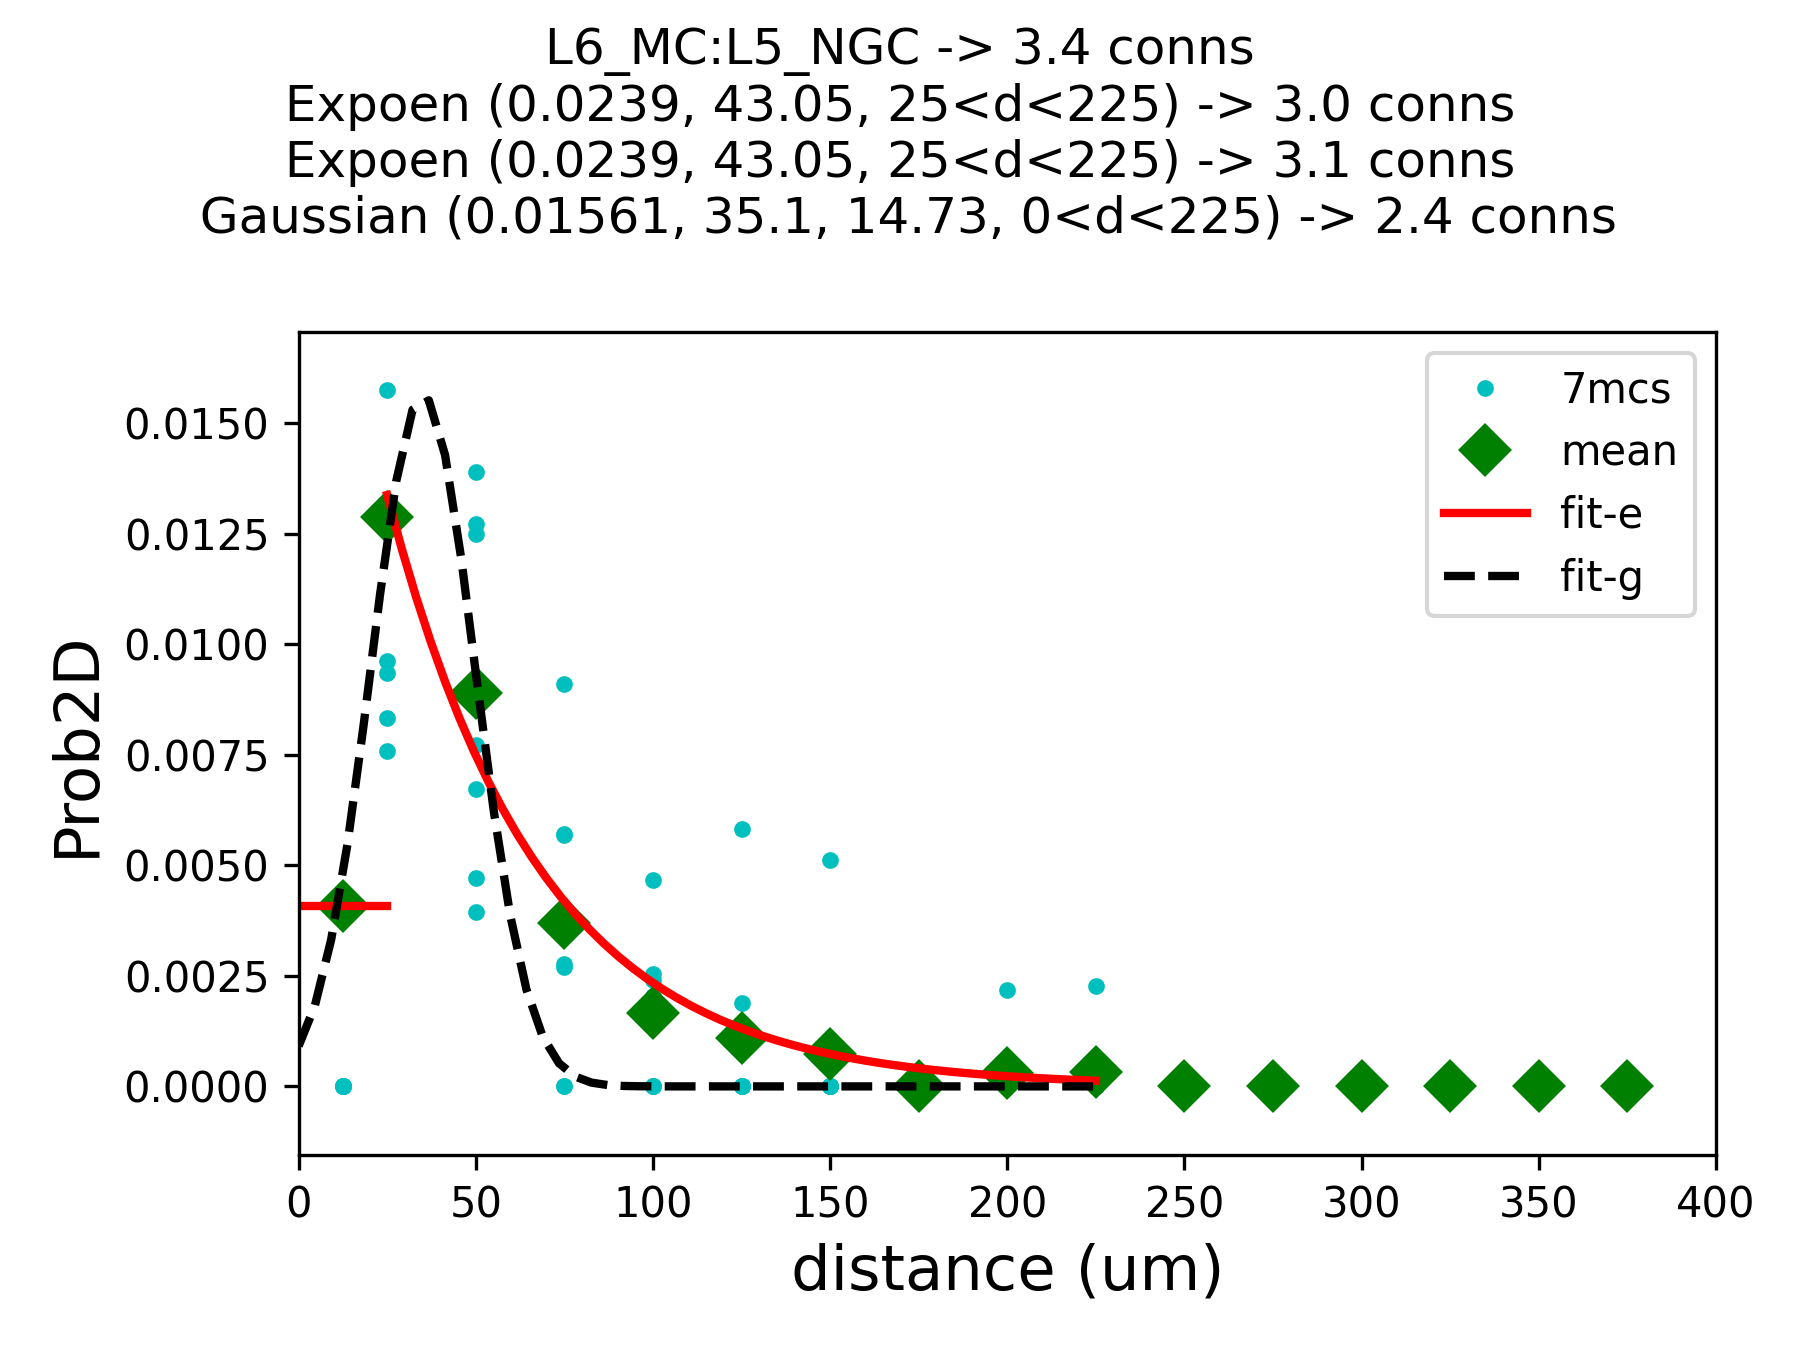 L6_MC:L5_NGC -> 3.4 conns
Expoen (0.0239, 43.05, 25<d<225) -> 3.0 conns
Expoen (0.0239, 43.05, 25<d<225) -> 3.1 conns
Gaussian (0.01561, 35.1, 14.73, 0<d<225) -> 2.4 conns
7mcs
mean
fit-e
fit-g
Prob2D
0.0150
0.0125
0.0100
0.0075
0.0050
0.0025
0.0000
0 50 100 150 200 250 300 350 400
distance (um)